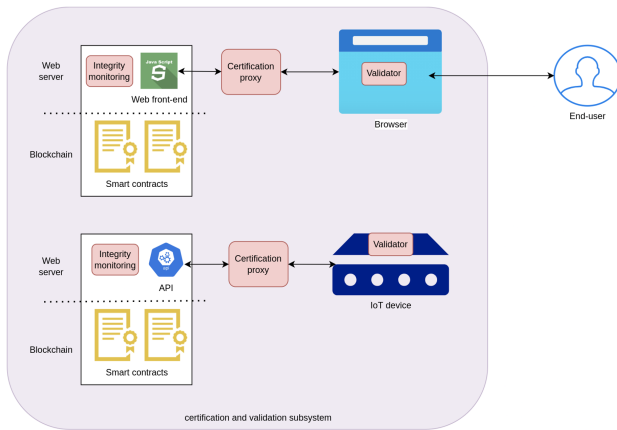 Web
server
Integrity
monitoring
Java Script
Web front-end
Certification
proxy
Validator
Browser
End-user
Blockchain
Smart contracts
Web
server
Integrity
monitoring
API
Certification
proxy
Validator
IoT device
Blockchain
Smart contracts
certification and validation subsystem